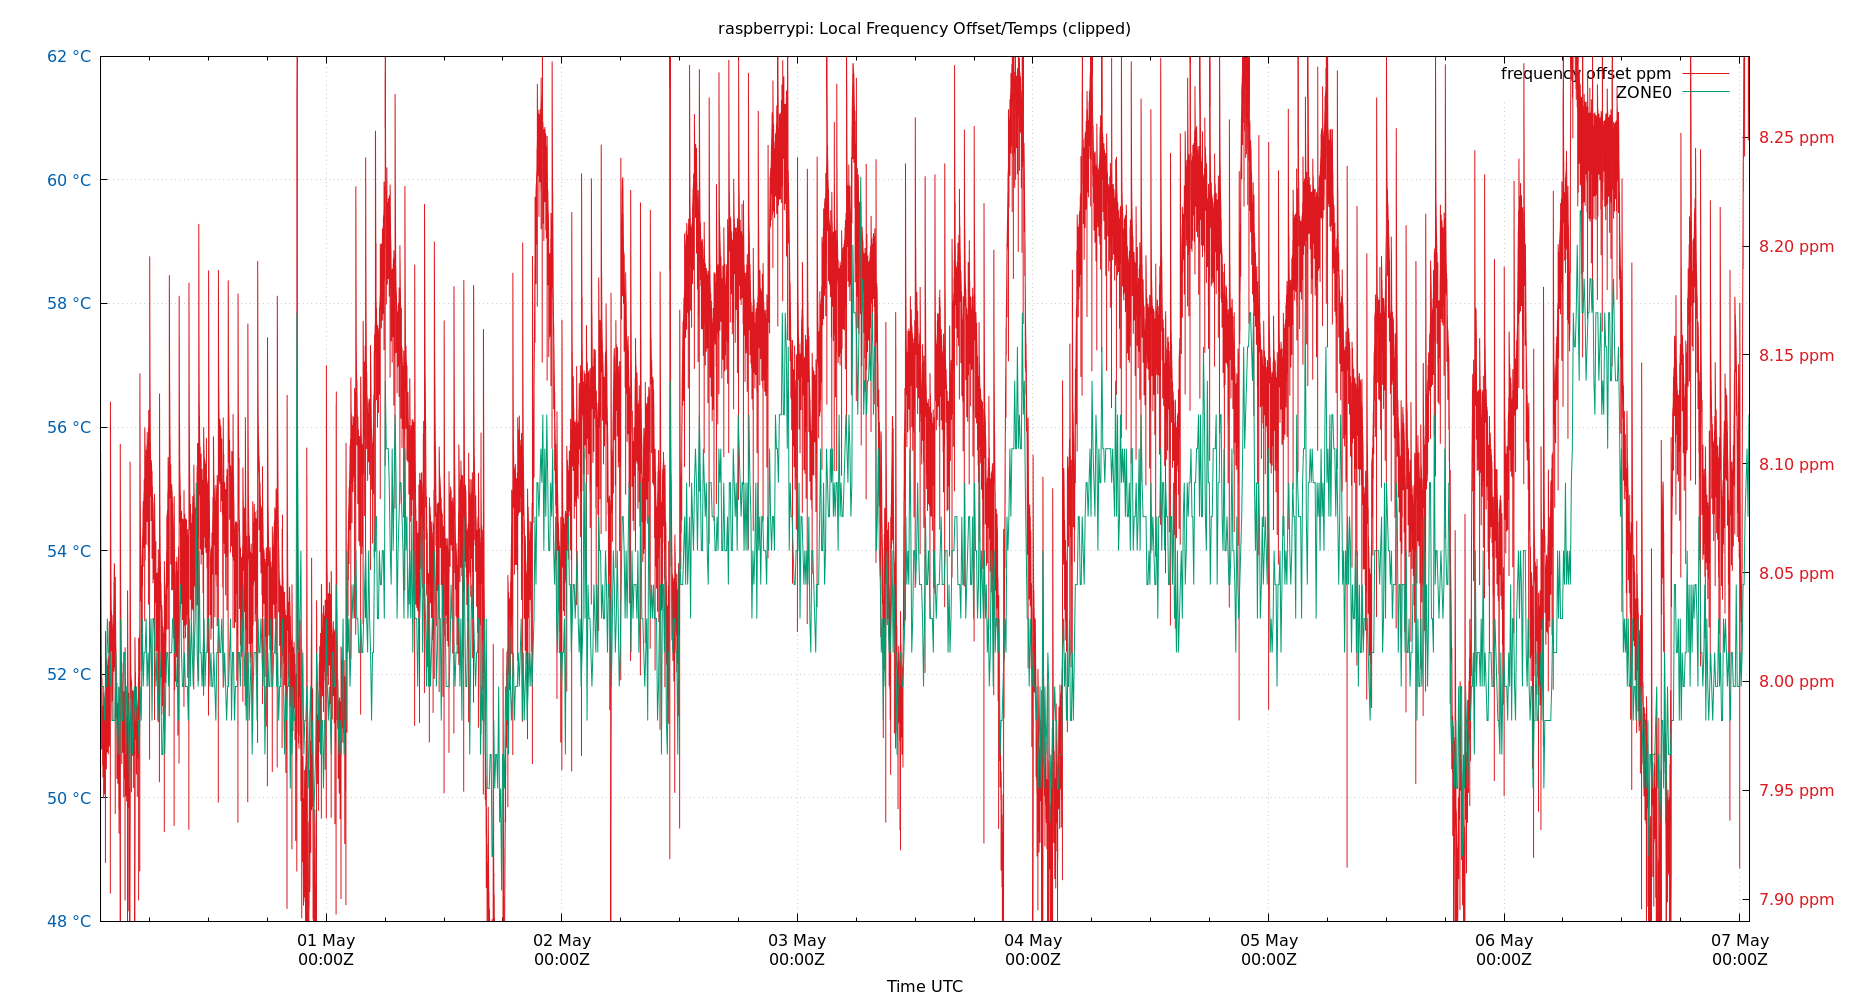 raspberrypi: Local Frequency Offset/Temps (clipped)
62 °C
60 °C
58 °C
56 °C
54 °C
52 °C
50 °C
48 °C
frequency offset ppm
ZONE0
8.25 ppm
8.20 ppm
8.15 ppm
8.10 ppm
8.05 ppm
8.00 ppm
7.95 ppm
7.90 ppm
01 May
00:00Z
02 May
00:00Z
03 May
00:00Z
04 May
00:00Z
05 May
00:00Z
06 May
00:00Z
07 May
00:00Z
Time UTC